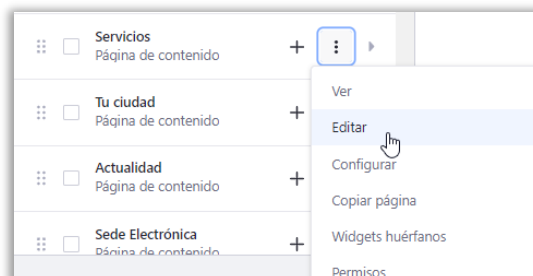 Servicios
Página de contenido
Tu ciudad
Página de contenido
Actualidad
Página de contenido
Sede Electrónica
Página de contenido
Ver
Editar
Configurar
Copiar página
Widgets huérfanos
Permisos